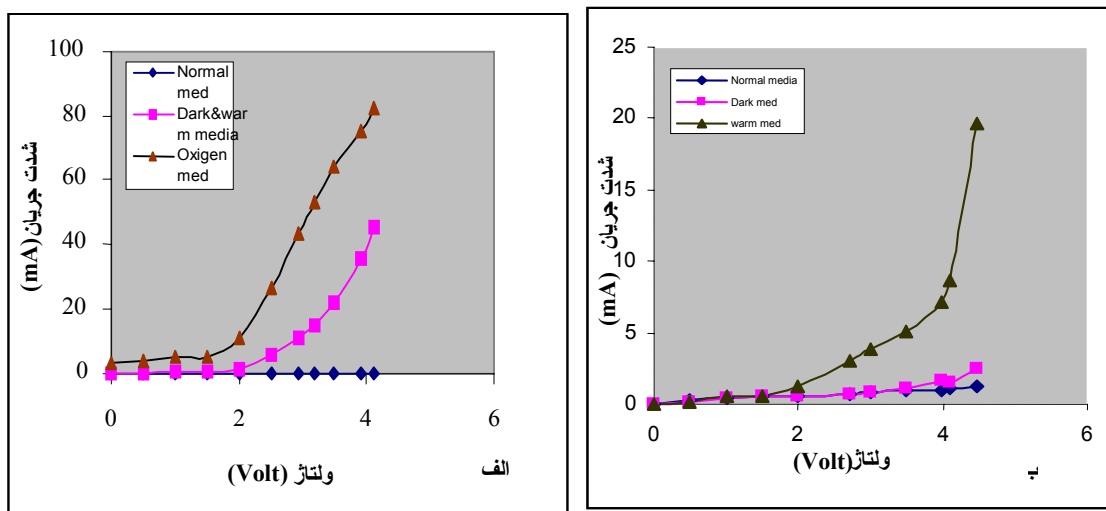 100
80
60
40
20
0
0
2
4
6
شدت جریان (mA)
Normal
med
Dark&war
m media
Oxigen
med
ولتاژ (Volt)
الف
25
20
15
10
5
0
0
2
4
6
شدت جریان (mA)
Normal media
Dark med
warm med
ولتاژ (Volt)
ب